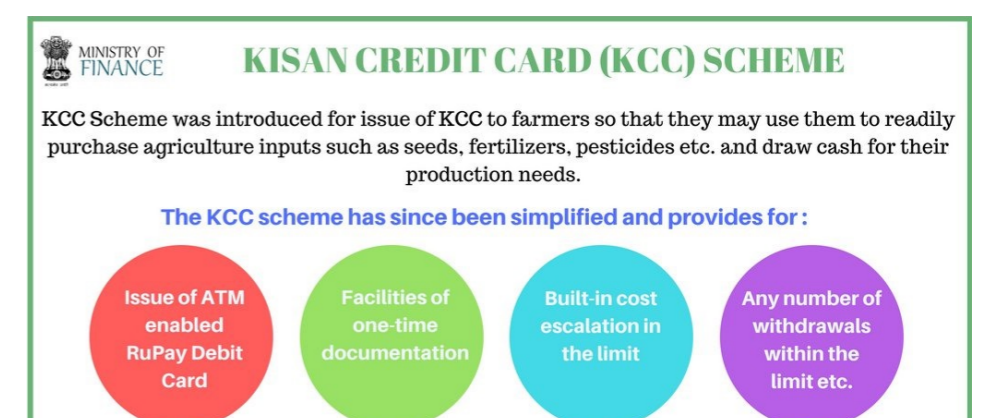 MINISTRY OF
FINANCE
KISAN CREDIT CARD (KCC) SCHEME
KCC Scheme was introduced for issue of KCC to farmers so that they may use them to readily
purchase agriculture inputs such as seeds, fertilizers, pesticides etc. and draw cash for their
production needs.
The KCC scheme has since been simplified and provides for :
Issue of ATM
enabled
RuPay Debit
Card
Facilities of
one-time
documentation
Built-in cost
escalation in
the limit
Any number of
withdrawals
within the
limit etc.